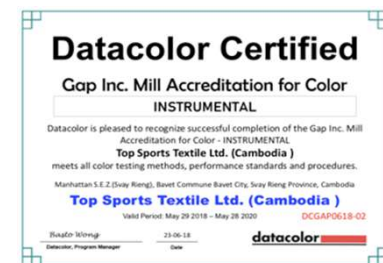 Datacolor Certified
Gap Inc. Mill Accreditation for Color
INSTRUMENTAL
Datacolor is pleased to recognize successful completion of the Gap Inc. Mill
Accreditation for Color - INSTRUMENTAL
Top Sports Textile Ltd. (Cambodia )
meets all color testing methods, performance standards and procedures.
Manhattan S.E.Z.(Svay Rieng), Bavet Commune Bavet City, Svay Rieng Province, Cambodia
Top Sports Textile Ltd. (Cambodia )
Valid Period: May 29 2018 – May 28 2020 DCGAP0618-02
Basto Wong 23-06-18
Datacolor, Program Manager Date
datacolor